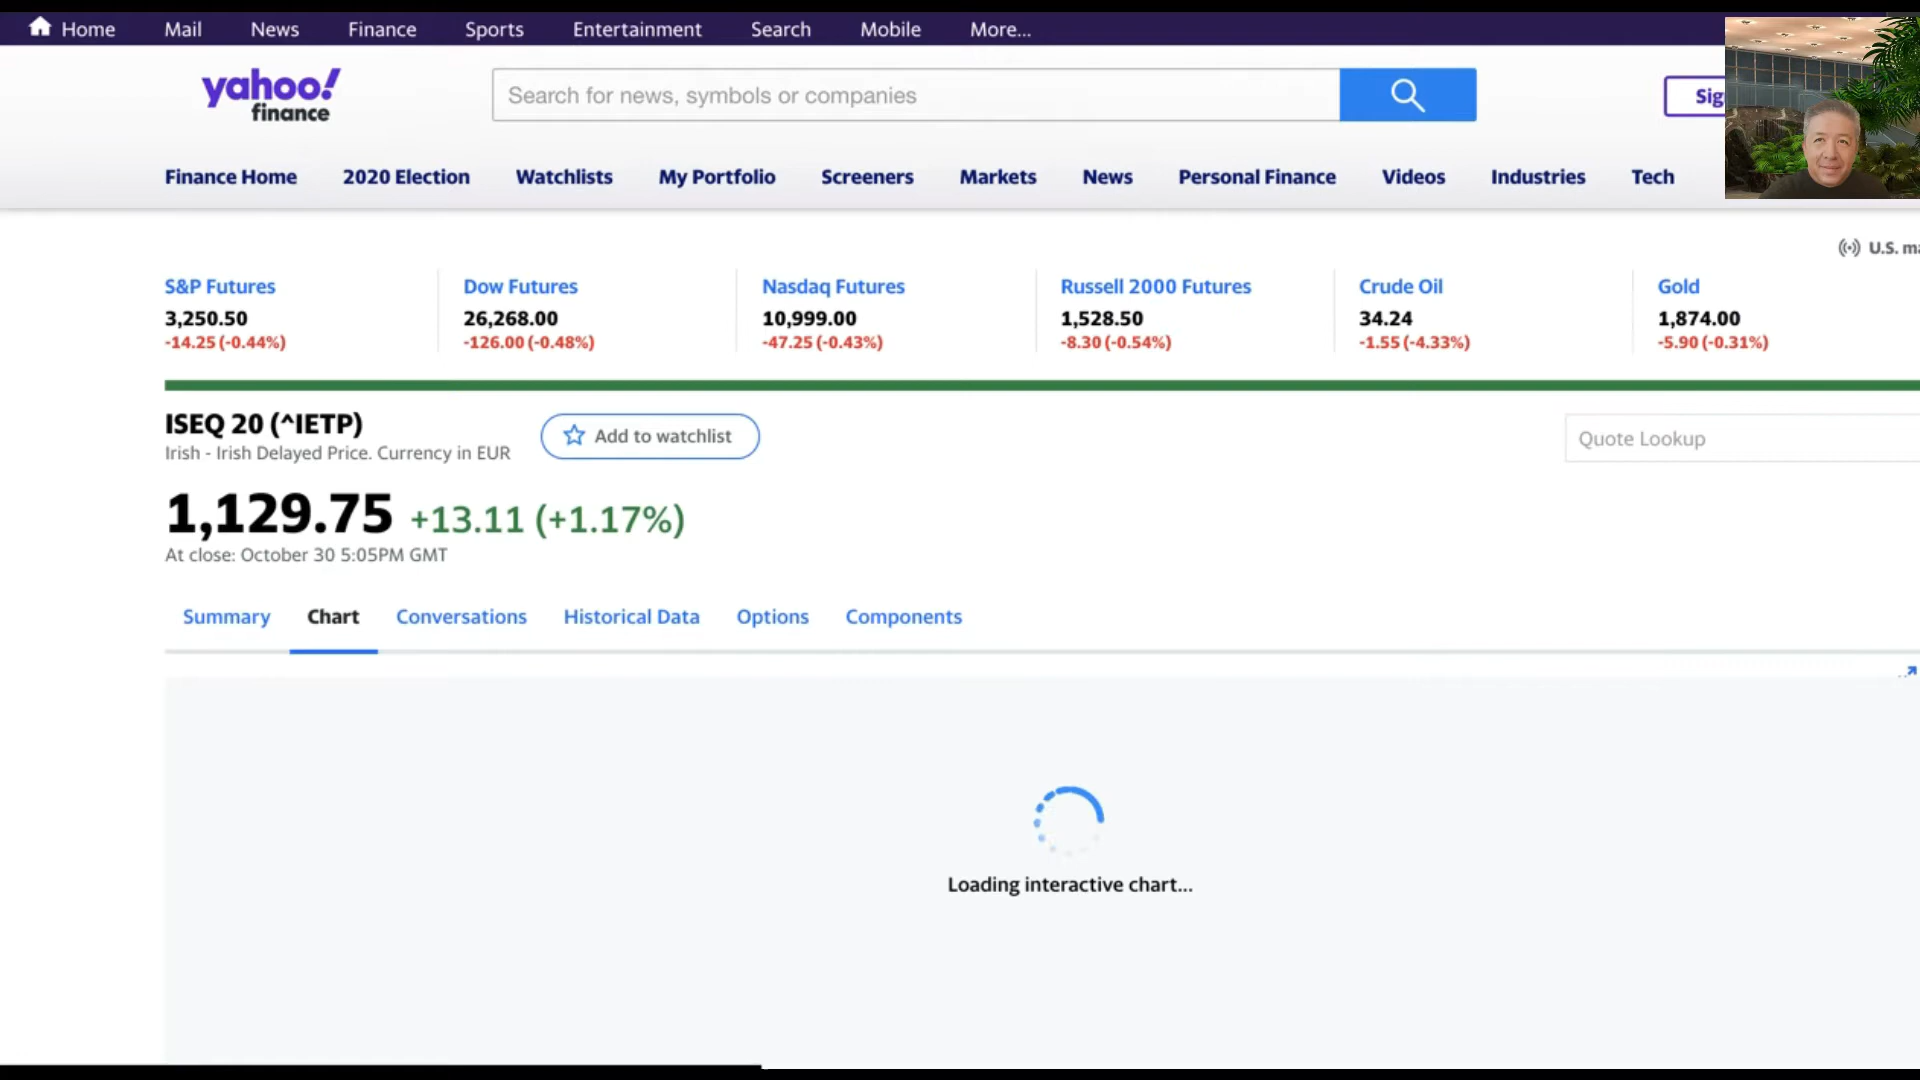 Home Mail News Finance Sports Entertainment Search Mobile More...
yahoo!
finance
Search for news, symbols or companies
Finance Home 2020 Election Watchlists My Portfolio Screeners Markets News Personal Finance Videos Industries Tech
U.S.
S&P Futures Dow Futures Nasdaq Futures Russell 2000 Futures Crude Oil Gold
3,250.50 26,268.00 10,999.00 1,528.50 34.24 1,874.00
-14.25 (-0.44%) -126.00 (-0.48%) -47.25 (-0.43%) -8.30 (-0.54%) -1.55 (-4.33%) -5.90 (-0.31%)
ISEQ 20 (^IETP)
Irish - Irish Delayed Price. Currency in EUR
Add to watchlist
Quote Lookup
1,129.75 +13.11 (+1.17%)
At close: October 30 5:05PM GMT
Summary Chart Conversations Historical Data Options Components
Loading interactive chart...